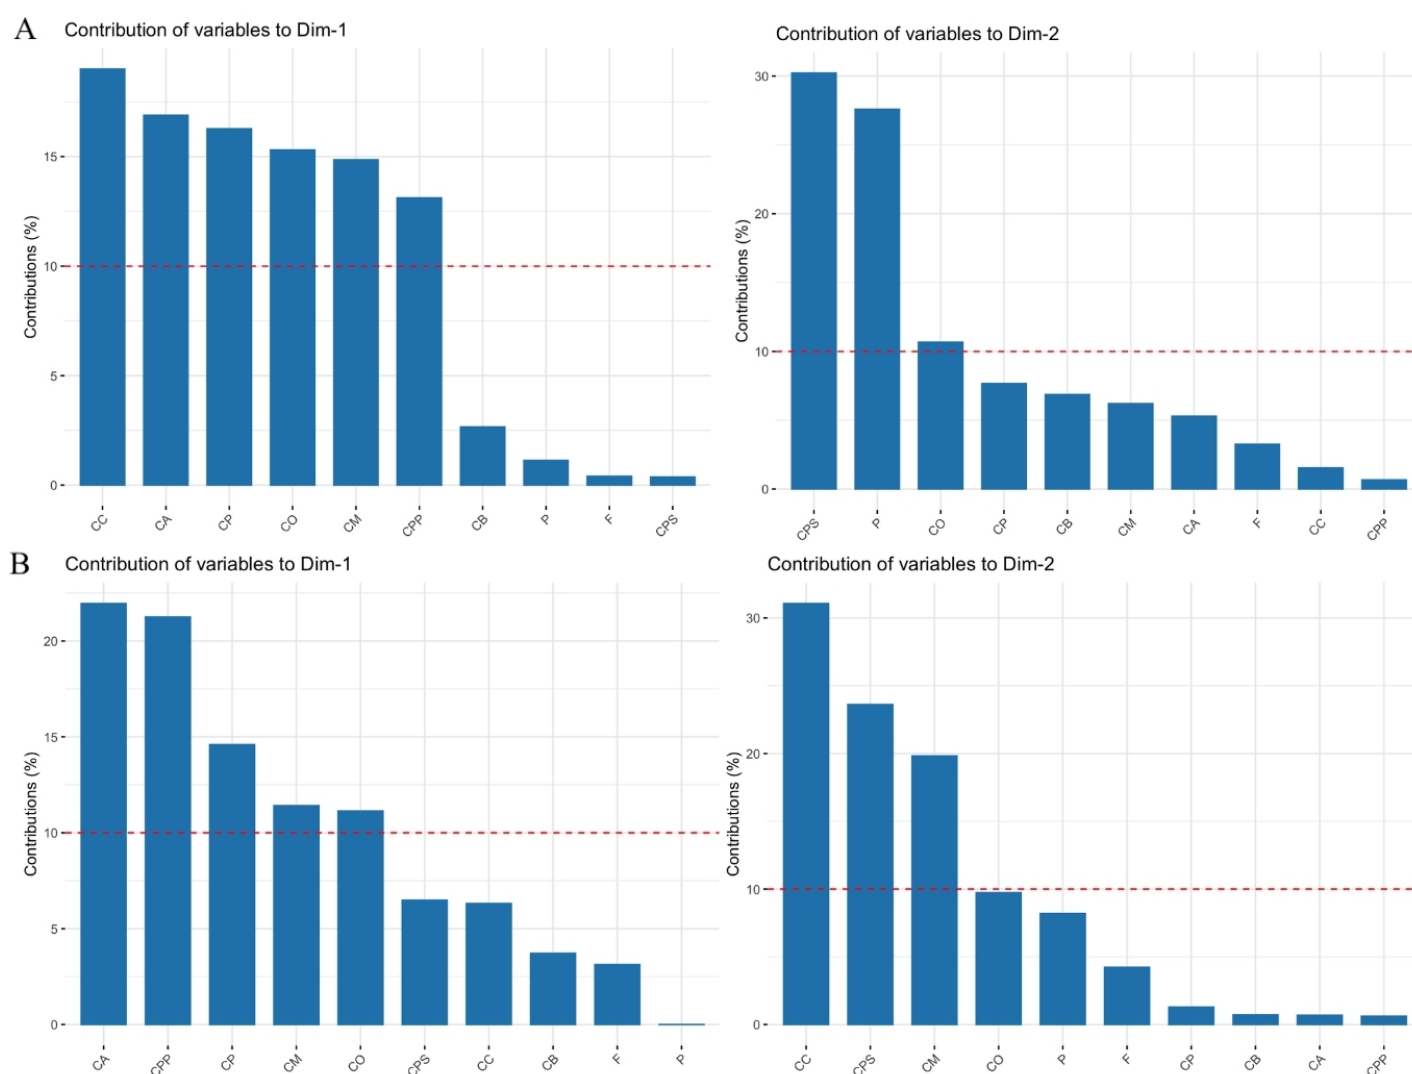 A
Contribution of variables to Dim-1
Contributions (%)
15
10
5
0
CC CA CP CO CM CPP CB P F CPS
Contribution of variables to Dim-2
Contributions (%)
30
20
10
0
CPS P CO CP CB CM CA F CC CPP
B
Contribution of variables to Dim-1
Contributions (%)
20
15
10
5
0
CA CPP CP CM CO CPS CC CB F P
Contribution of variables to Dim-2
Contributions (%)
30
20
10
0
CC CPS CM CO P F CP CB CA CPP